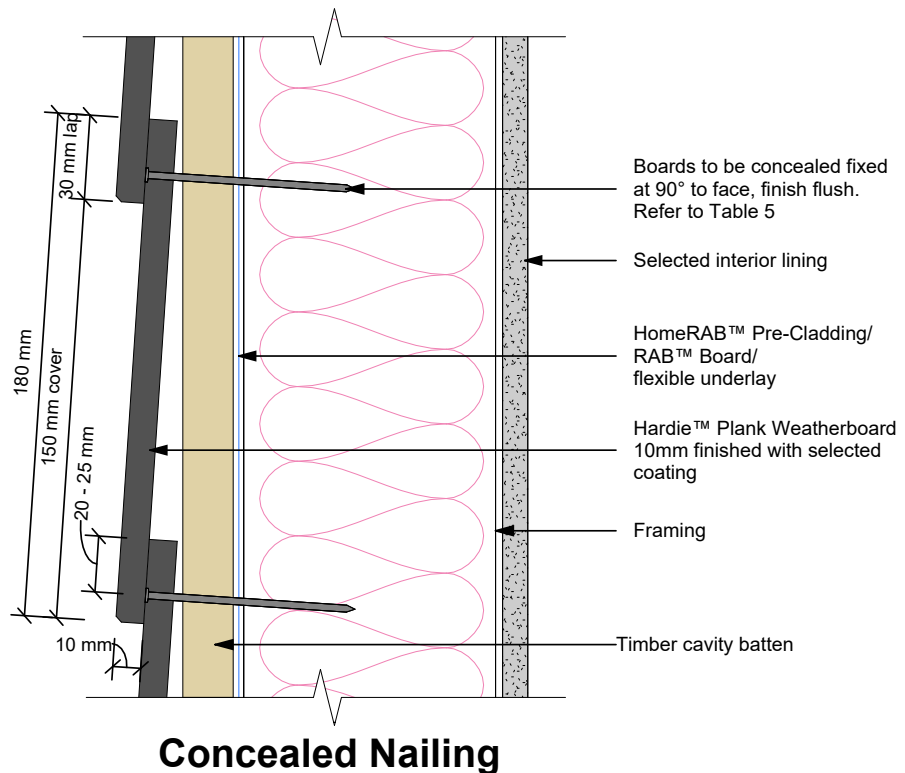 30 mm lap
180 mm
150 mm cover
20 - 25 mm
10 mm
Boards to be concealed fixed
at 90° to face, finish flush.
Refer to Table 5
Selected interior lining
HomeRAB™ Pre-Cladding/
RAB™ Board/
flexible underlay
Hardie™ Plank Weatherboard
10mm finished with selected
coating
Framing
Timber cavity batten
Concealed Nailing